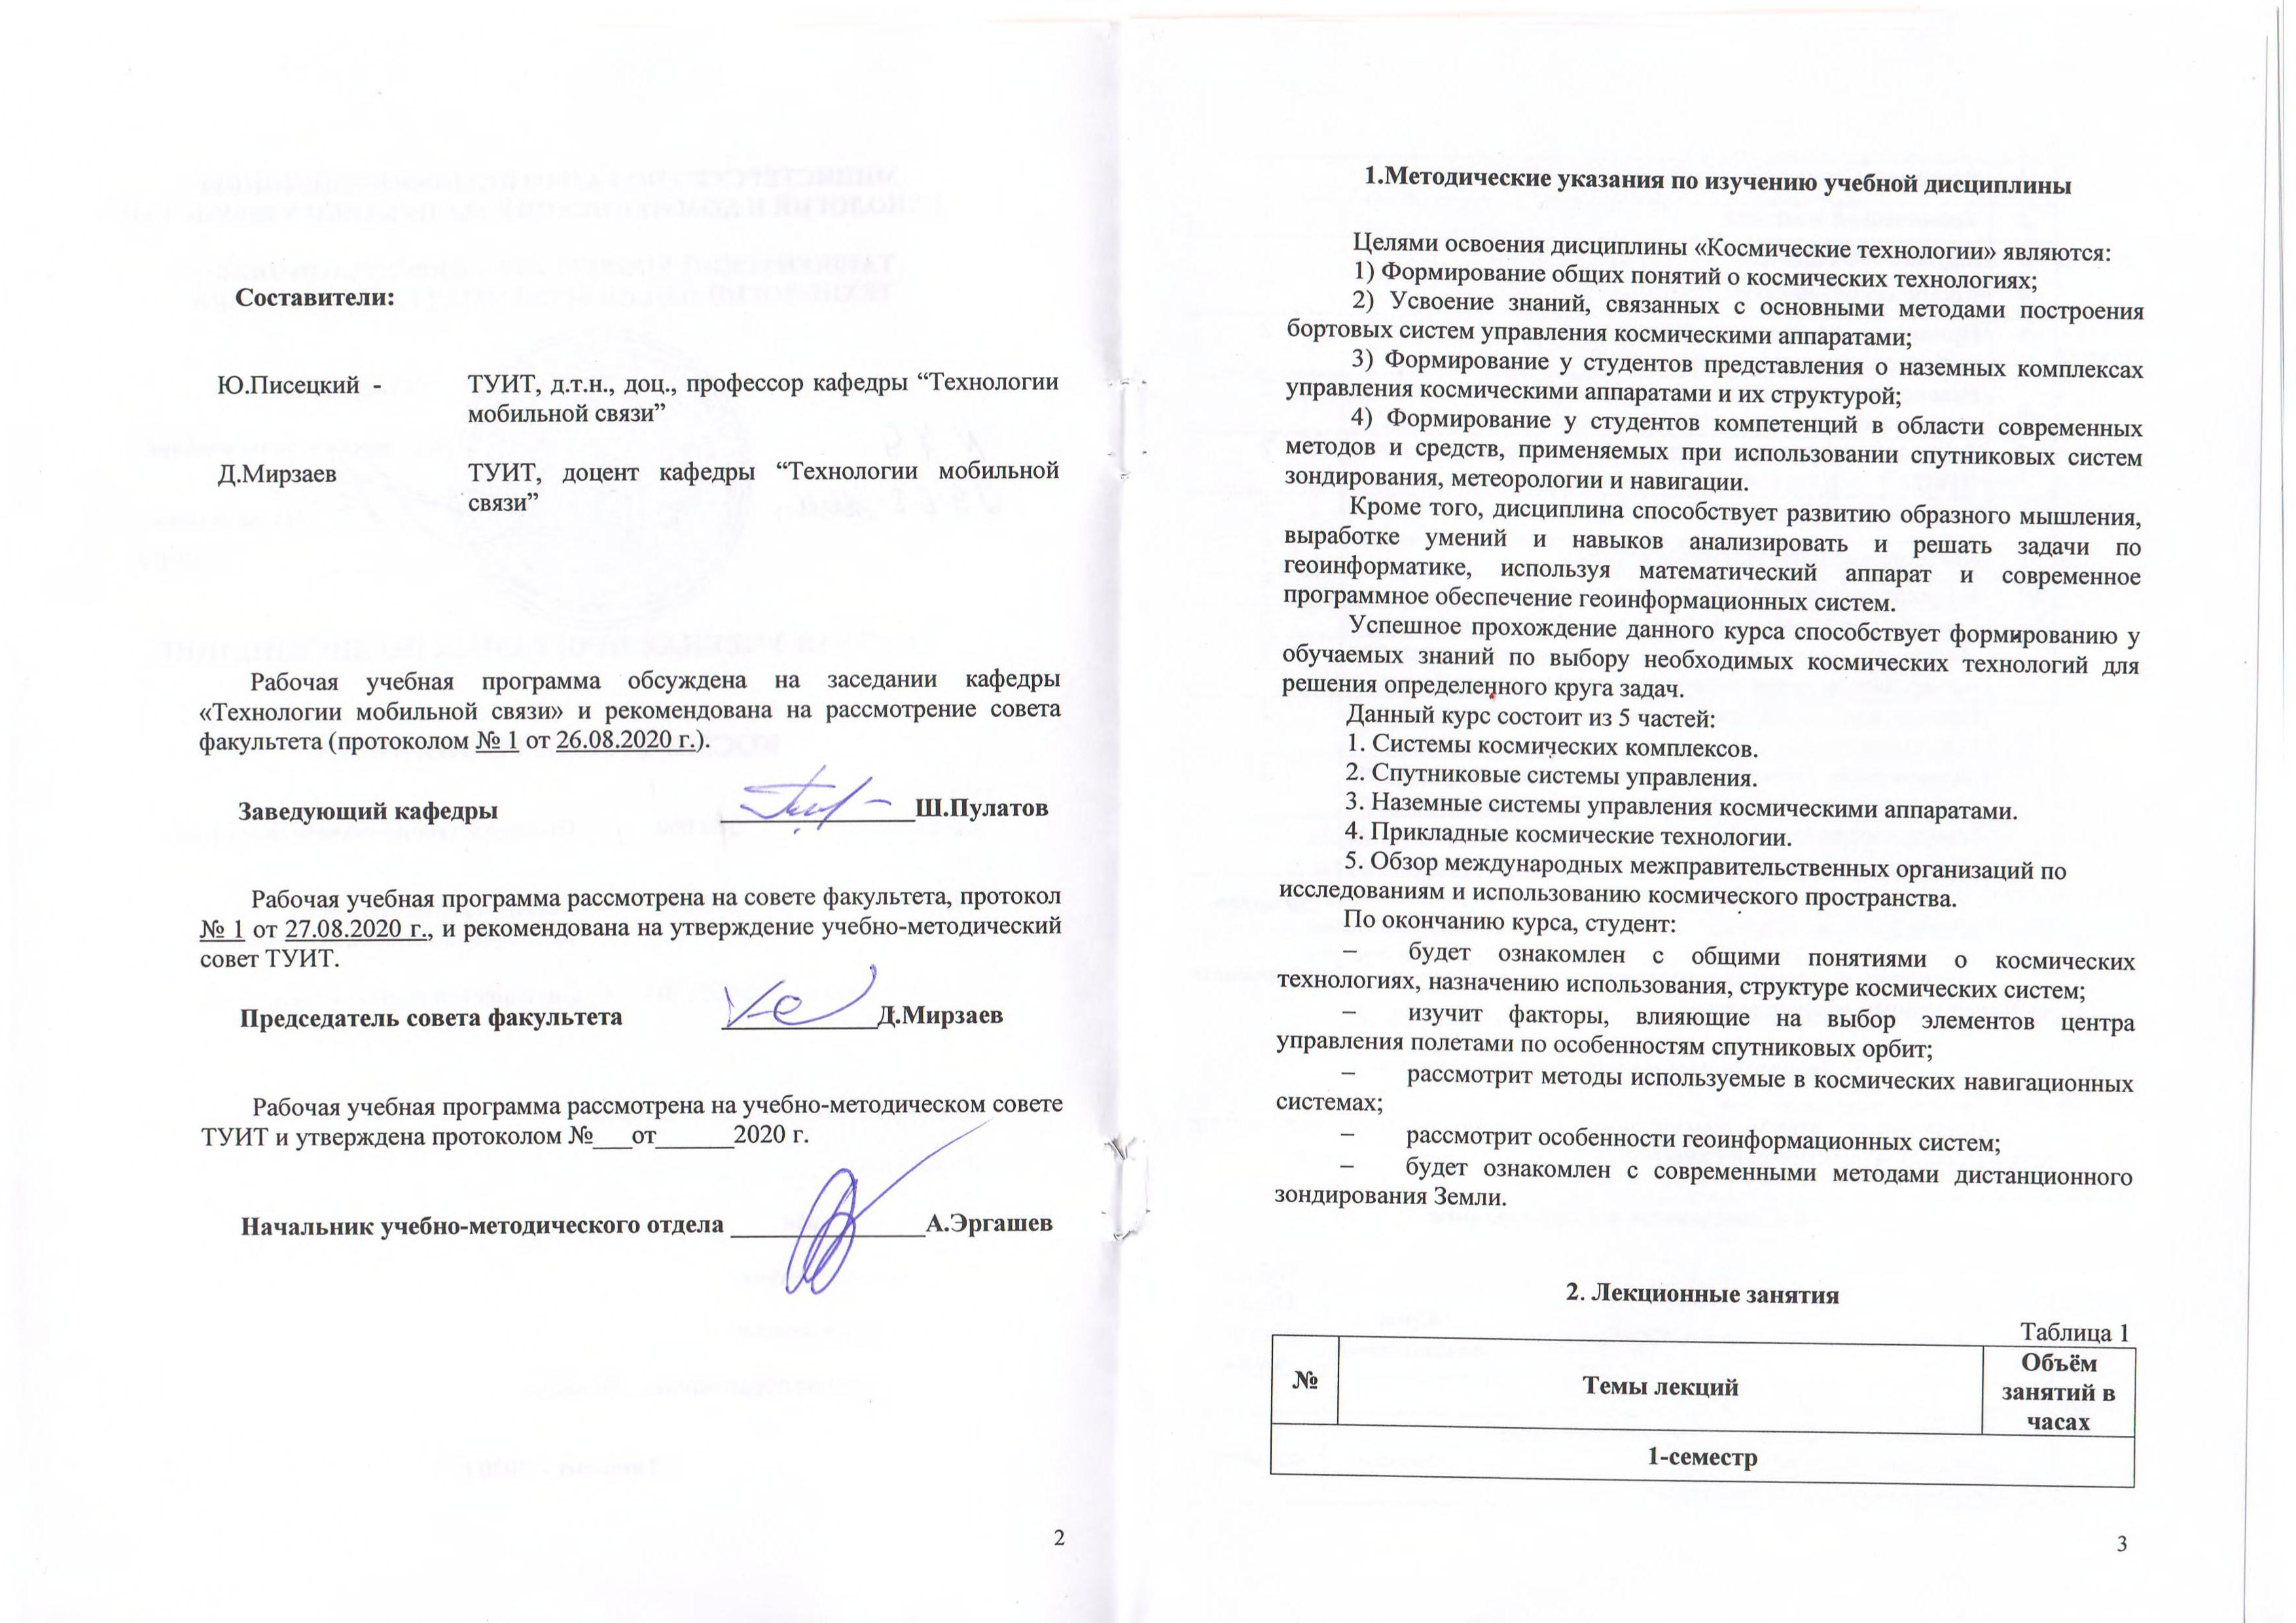 Составители:
Ю.Писецкий - ТУИТ, д.т.н., доц., профессор кафедры “Технологии
мобильной связи”
Д.Мирзаев ТУИТ, доцент кафедры “Технологии мобильной
связи”
Рабочая учебная программа обсуждена на заседании кафедры
«Технологии мобильной связи» и рекомендована на рассмотрение совета
факультета (протоколом № 1 от 26.08.2020 г.).
Заведующий кафедры _______________Ш.Пулатов
Рабочая учебная программа рассмотрена на совете факультета, протокол
№ 1 от 27.08.2020 г., и рекомендована на утверждение учебно-методический
совет ТУИТ.
Председатель совета факультета ____________Д.Мирзаев
Рабочая учебная программа рассмотрена на учебно-методическом совете
ТУИТ и утверждена протоколом №___от______2020 г.
Начальник учебно-методического отдела _______________А.Эргашев
2
1.Методические указания по изучению учебной дисциплины
Целями освоения дисциплины «Космические технологии» являются:
1) Формирование общих понятий о космических технологиях;
2) Усвоение знаний, связанных с основными методами построения
бортовых систем управления космическими аппаратами;
3) Формирование у студентов представления о наземных комплексах
управления космическими аппаратами и их структурой;
4) Формирование у студентов компетенций в области современных
методов и средств, применяемых при использовании спутниковых систем
зондирования, метеорологии и навигации.
Кроме того, дисциплина способствует развитию образного мышления,
выработке умений и навыков анализировать и решать задачи по
геоинформатике, используя математический аппарат и современное
программное обеспечение геоинформационных систем.
Успешное прохождение данного курса способствует формированию у
обучаемых знаний по выбору необходимых космических технологий для
решения определенного круга задач.
Данный курс состоит из 5 частей:
1. Системы космических комплексов.
2. Спутниковые системы управления.
3. Наземные системы управления космическими аппаратами.
4. Прикладные космические технологии.
5. Обзор международных межправительственных организаций по
исследованиям и использованию космического пространства.
По окончанию курса, студент:
– будет ознакомлен с общими понятиями о космических
технологиях, назначению использования, структуре космических систем;
– изучит факторы, влияющие на выбор элементов центра
управления полетами по особенностям спутниковых орбит;
– рассмотрит методы используемые в космических навигационных
системах;
– рассмотрит особенности геоинформационных систем;
– будет ознакомлен с современными методами дистанционного
зондирования Земли.
2. Лекционные занятия
Таблица 1
№ Темы лекций Объём
занятий в
часах
1-семестр
3